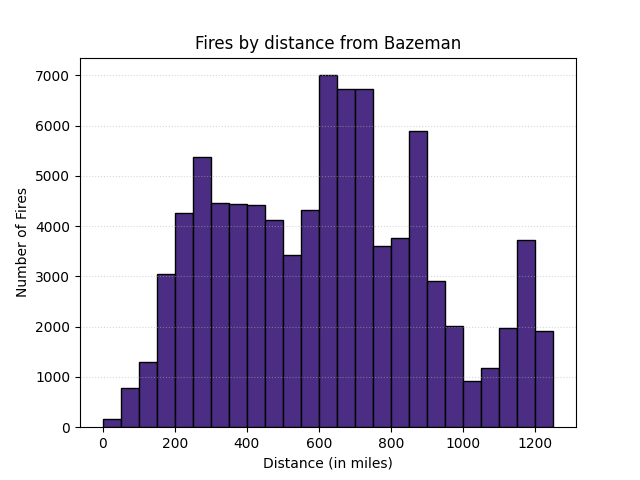 Fires by distance from Bazeman
Number of Fires
7000
6000
5000
4000
3000
2000
1000
0
0 200 400 600 800 1000 1200
Distance (in miles)